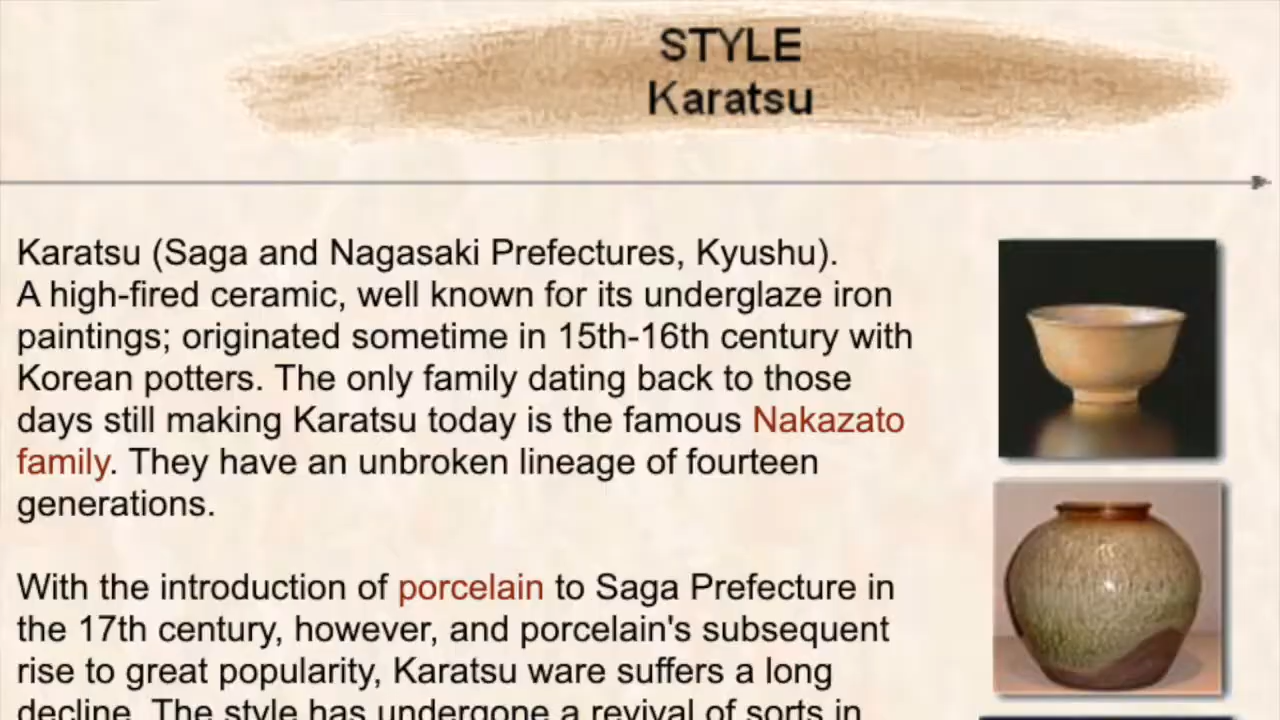 STYLE
Karatsu
Karatsu (Saga and Nagasaki Prefectures, Kyushu).
A high-fired ceramic, well known for its underglaze iron
paintings; originated sometime in 15th-16th century with
Korean potters. The only family dating back to those
days still making Karatsu today is the famous Nakazato
family. They have an unbroken lineage of fourteen
generations.
With the introduction of porcelain to Saga Prefecture in
the 17th century, however, and porcelain's subsequent
rise to great popularity, Karatsu ware suffers a long
decline. The style has undergone a revival of sorts in